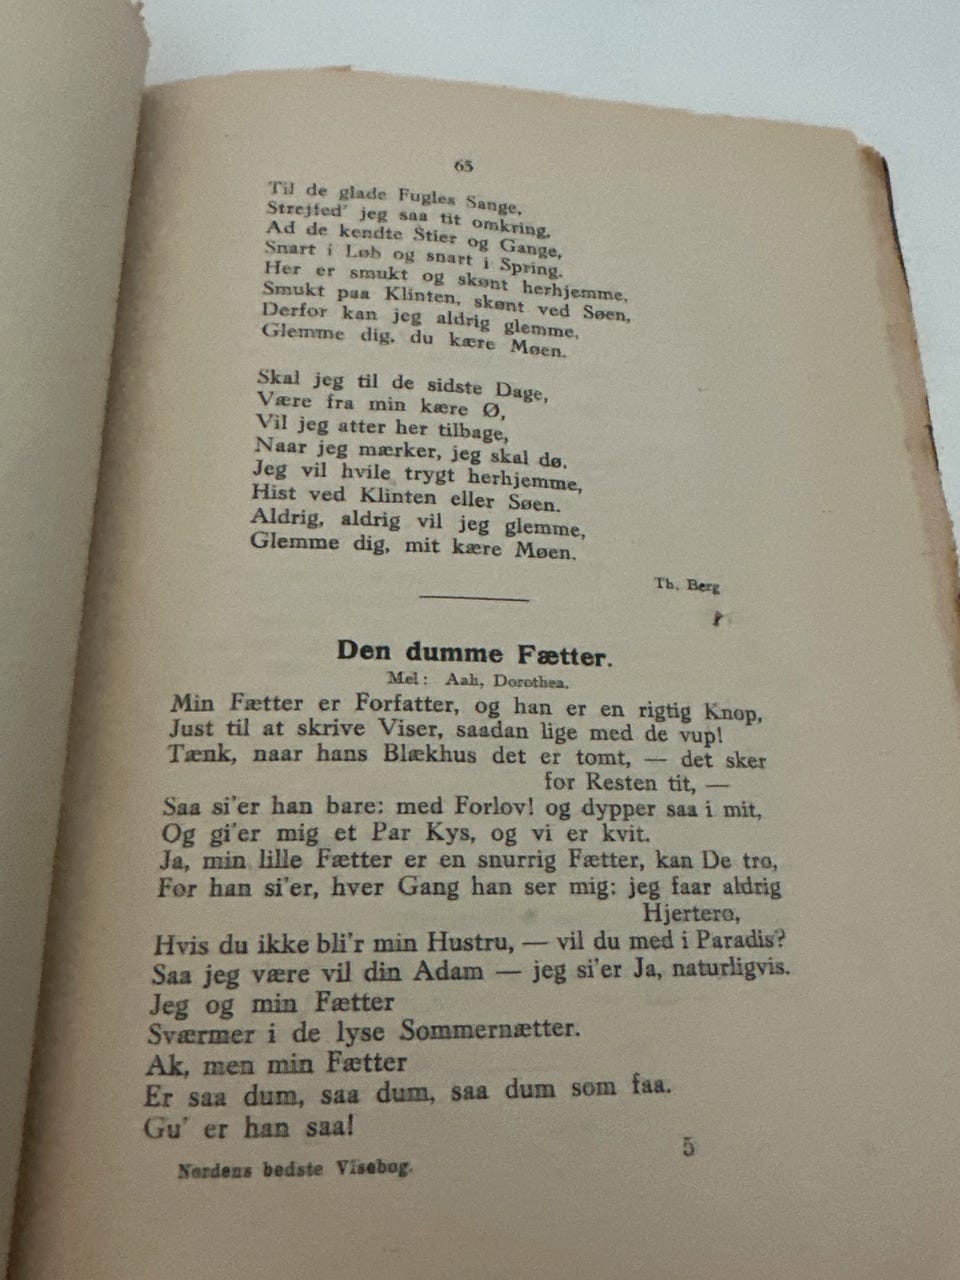 65
Til de glade Fugles Sange,
Strejfed' jeg saa tit omkring,
Ad de kendte Stier og Gange,
Snart i Løb og snart i Spring.
Her er smukt og skønt herhjemme,
Smukt paa Klinten, skønt ved Søen,
Derfor kan jeg aldrig glemme,
Glemme dig, du kære Møen.
Skal jeg til de sidste Dage,
Være fra min kære Ø,
Vil jeg atter her tilbage,
Naar jeg mærker, jeg skal dø.
Jeg vil hvile trygt herhjemme,
Hist ved Klinten eller Søen.
Aldrig, aldrig vil jeg glemme,
Glemme dig, mit kære Møen.
Th. Berg
Den dumme Fætter.
Mel: Aah, Dorothea.
Min Fætter er Forfatter, og han er en rigtig Knop,
Just til at skrive Viser, saadan lige med de vup!
Tænk, naar hans Blækhus det er tomt, — det sker
for Resten tit, —
Saa si'er han bare: med Forlov! og dypper saa i mit,
Og gi'er mig et Par Kys, og vi er kvit.
Ja, min lille Fætter er en snurrig Fætter, kan De tro,
For han si'er, hver Gang han ser mig: jeg faar aldrig
Hjertero,
Hvis du ikke bli'r min Hustru, — vil du med i Paradis?
Saa jeg være vil din Adam — jeg si'er Ja, naturligvis.
Jeg og min Fætter
Sværmer i de lyse Sommernætter.
Ak, men min Fætter
Er saa dum, saa dum, saa dum som faa.
Gu' er han saa!
Nordens bedste Visebog.
5